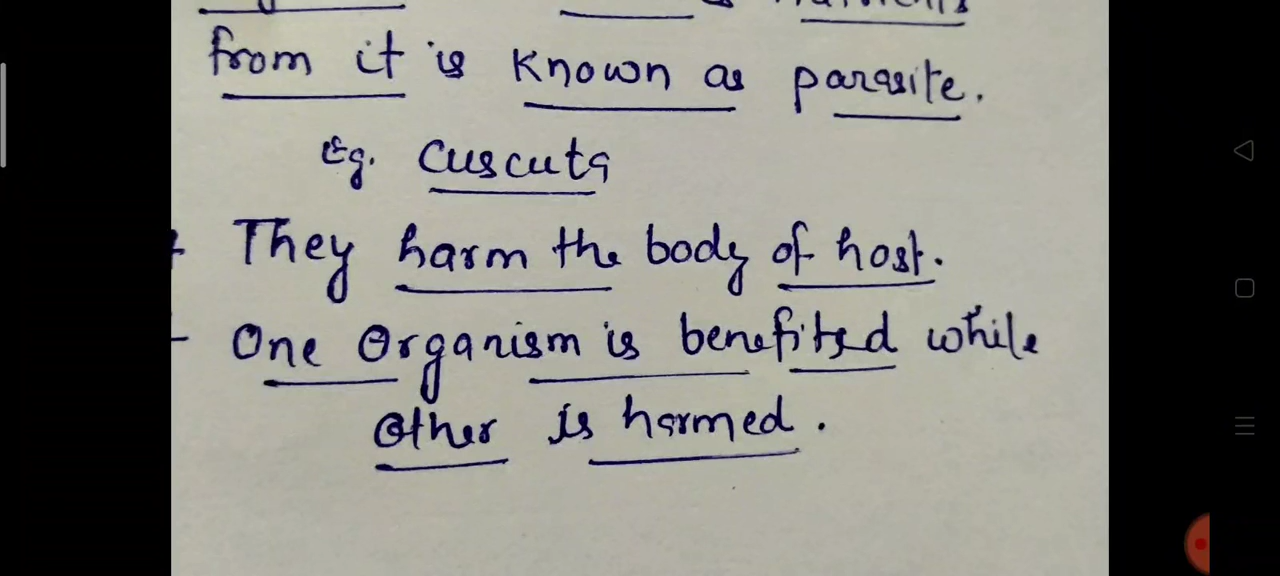 from it is known as parasite.
Eg. Cuscuta
They harm the body of host.
One Organism is benefited while
Other is harmed.